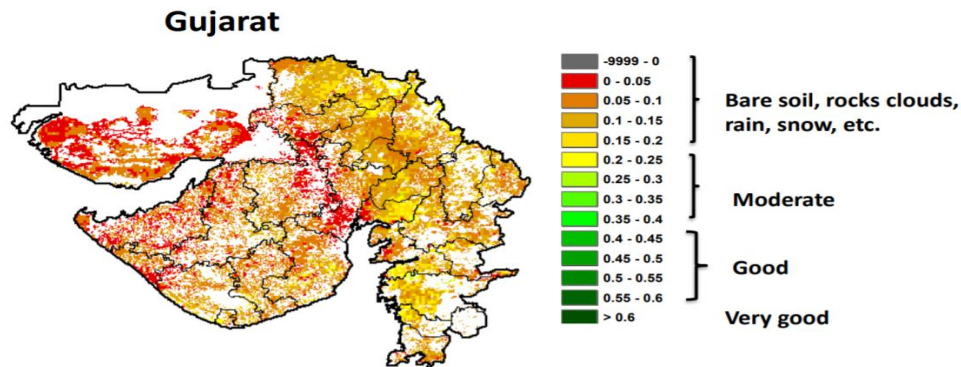 Gujarat
-9999 - 0
0 - 0.05
0.05 - 0.1
0.1 - 0.15
0.15 - 0.2
0.2 - 0.25
0.25 - 0.3
0.3 - 0.35
0.35 - 0.4
0.4 - 0.45
0.45 - 0.5
0.5 - 0.55
0.55 - 0.6
> 0.6
Bare soil, rocks clouds,
rain, snow, etc.
Moderate
Good
Very good